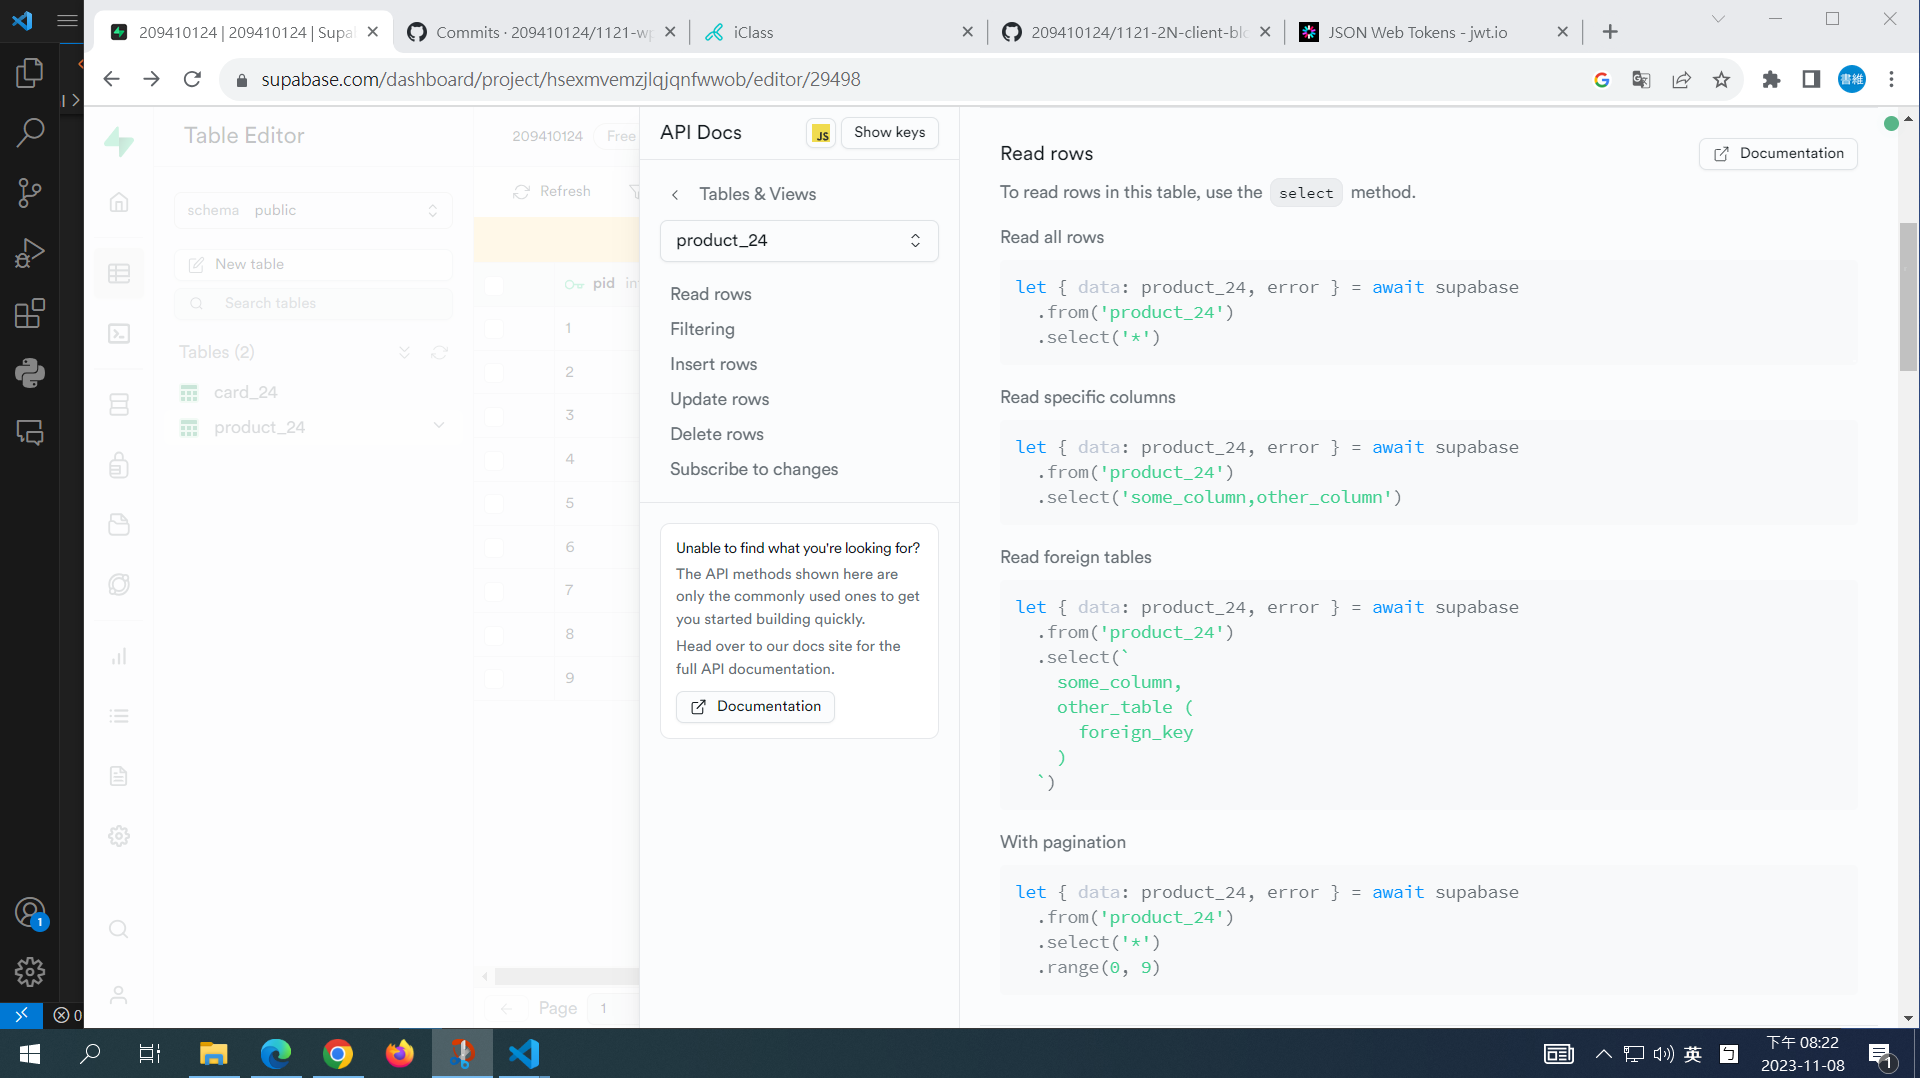 209410124 | 209410124 | Supa
Commits · 209410124/1121-wp
iClass
209410124/1121-2N-client-blo
JSON Web Tokens - jwt.io
supabase.com/dashboard/project/hsexmvemzjlqjqnfwwob/editor/29498
書維
Table Editor
schema public
New table
Search tables
Tables (2)
card_24
product_24
209410124 Free
Refresh
pid
1
2
3
4
5
6
7
8
9
Page 1
API Docs
JS
Show keys
Tables & Views
product_24
Read rows
Filtering
Insert rows
Update rows
Delete rows
Subscribe to changes
Unable to find what you're looking for?
The API methods shown here are
only the commonly used ones to get
you started building quickly.
Head over to our docs site for the
full API documentation.
Documentation
Read rows
Documentation
To read rows in this table, use the select method.
Read all rows
let { data: product_24, error } = await supabase
.from('product_24')
.select('*')
Read specific columns
let { data: product_24, error } = await supabase
.from('product_24')
.select('some_column,other_column')
Read foreign tables
let { data: product_24, error } = await supabase
.from('product_24')
.select(`
some_column,
other_table (
foreign_key
)
`)
With pagination
let { data: product_24, error } = await supabase
.from('product_24')
.select('*')
.range(0, 9)
1
0
英
ㄅ
下午 08:22
2023-11-08
1